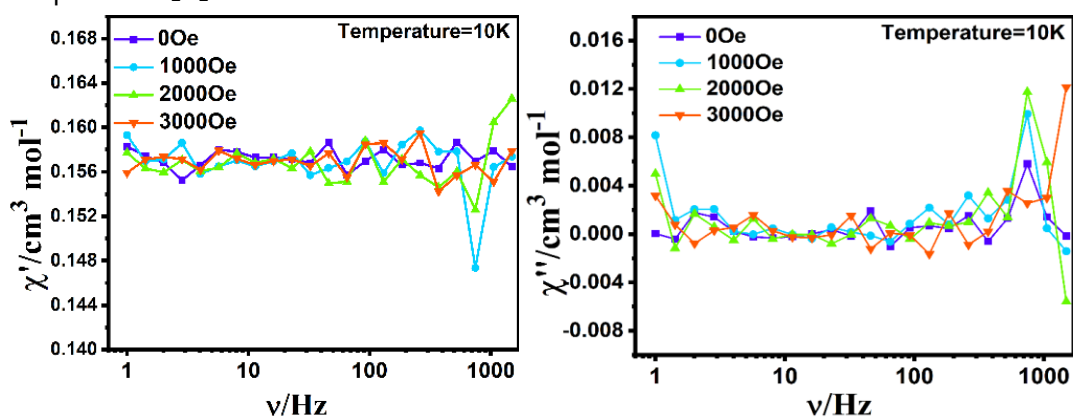 0.168
0.164
0.160
0.156
0.152
0.148
0.144
0.140
χ'/cm³ mol⁻¹
Temperature=10K
0Oe
1000Oe
2000Oe
3000Oe
1 10 100 1000
ν/Hz
0.016
0.012
0.008
0.004
0.000
-0.008
χ''/cm³ mol⁻¹
Temperature=10K
0Oe
1000Oe
2000Oe
3000Oe
1 10 100 1000
ν/Hz